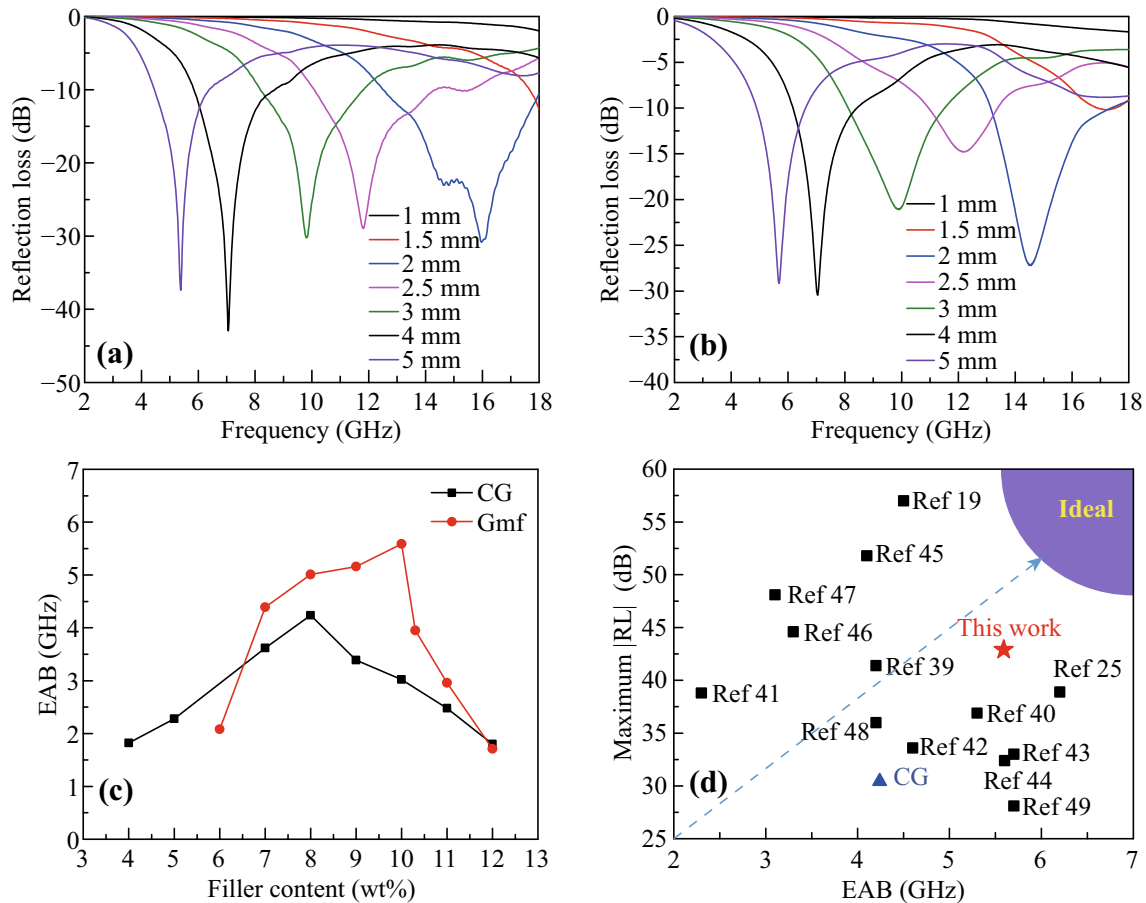 0
−10
−20
−30
−40
−50
Reflection loss (dB)
2 4 6 8 10 12 14 16 18
Frequency (GHz)
1 mm
1.5 mm
2 mm
2.5 mm
3 mm
4 mm
5 mm
(a)
0
−5
−10
−15
−20
−25
−30
−35
−40
Reflection loss (dB)
2 4 6 8 10 12 14 16 18
Frequency (GHz)
1 mm
1.5 mm
2 mm
2.5 mm
3 mm
4 mm
5 mm
(b)
7
6
5
4
3
2
1
0
EAB (GHz)
3 4 5 6 7 8 9 10 11 12 13
Filler content (wt%)
CG
Gmf
(c)
60
55
50
45
40
35
30
25
Maximum |RL| (dB)
2 3 4 5 6 7
EAB (GHz)
Ideal
Ref 19
Ref 45
Ref 47
Ref 46
This work
Ref 39
Ref 25
Ref 41
Ref 40
Ref 48
Ref 42
Ref 43
Ref 44
CG
Ref 49
(d)